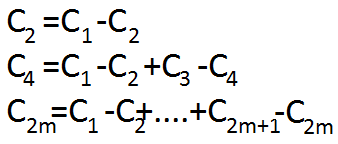 C₂ =C₁ -C₂
C₄ =C₁ -C₂ +C₃ -C₄
C₂ₘ=C₁ -C₂+....+C₂ₘ₊₁-C₂ₘ